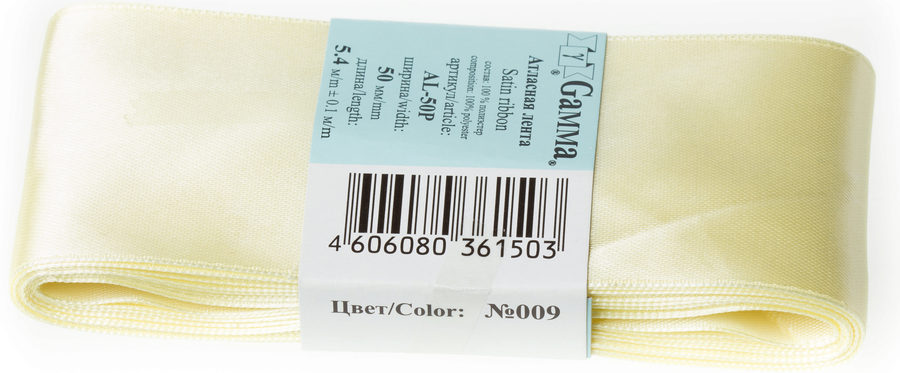 γ
®
Gамма®
Атласная лента
Satin ribbon
состав: 100 % полиэстер
composition: 100% polyester
артикул/article:
AL-50P
ширина/width:
50 мм/mm
длина/length:
5.4 м/m ± 0.1 м/m
4 606080 361503
Цвет/Color: №009